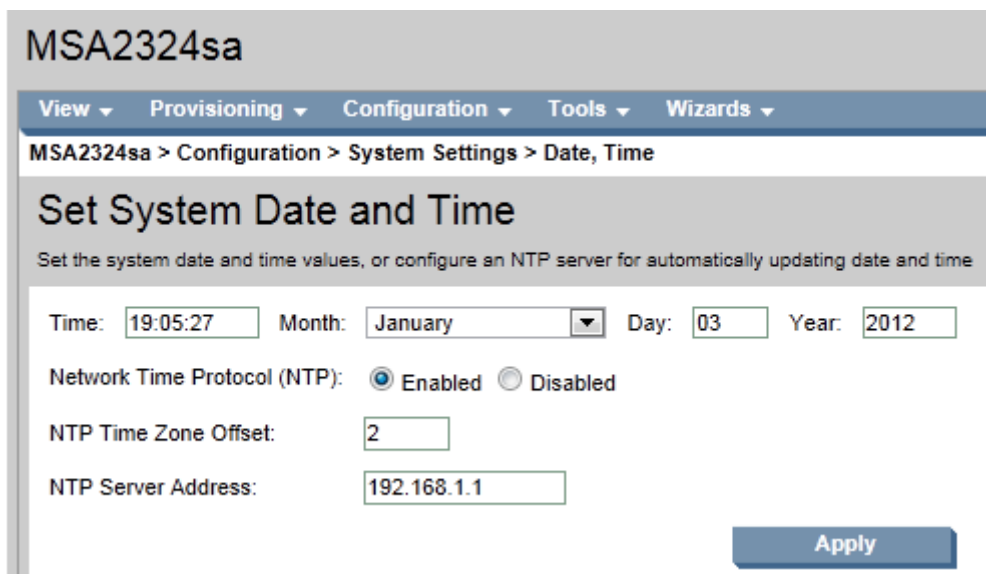 MSA2324sa
View Provisioning Configuration Tools Wizards
MSA2324sa > Configuration > System Settings > Date, Time
Set System Date and Time
Set the system date and time values, or configure an NTP server for automatically updating date and time
Time: 19:05:27 Month: January Day: 03 Year: 2012
Network Time Protocol (NTP): Enabled Disabled
NTP Time Zone Offset: 2
NTP Server Address: 192.168.1.1
Apply